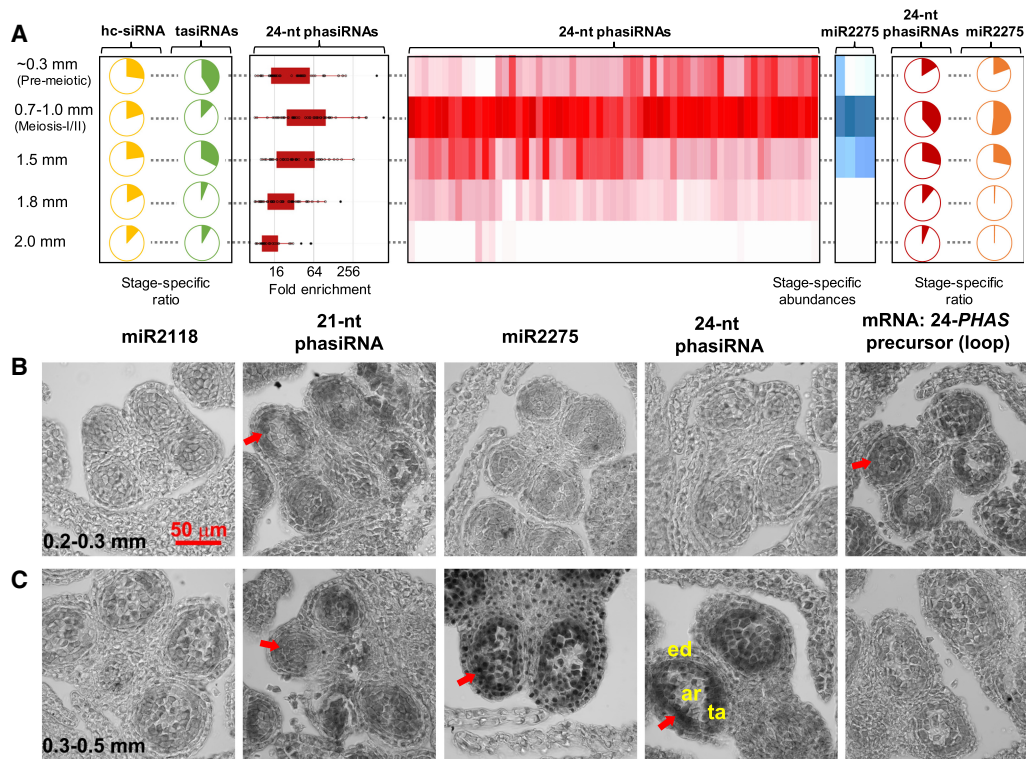 A
hc-siRNA tasiRNAs 24-nt phasiRNAs 24-nt phasiRNAs miR2275 24-nt phasiRNAs miR2275
~0.3 mm
(Pre-meiotic)
0.7-1.0 mm
(Meiosis-I/II)
1.5 mm
1.8 mm
2.0 mm
16 64 256
Fold enrichment
Stage-specific
ratio
Stage-specific
abundances
Stage-specific
ratio
miR2118
21-nt
phasiRNA
miR2275
24-nt
phasiRNA
mRNA: 24-PHAS
precursor (loop)
B
50 μm
0.2-0.3 mm
C
ed
ar
ta
0.3-0.5 mm